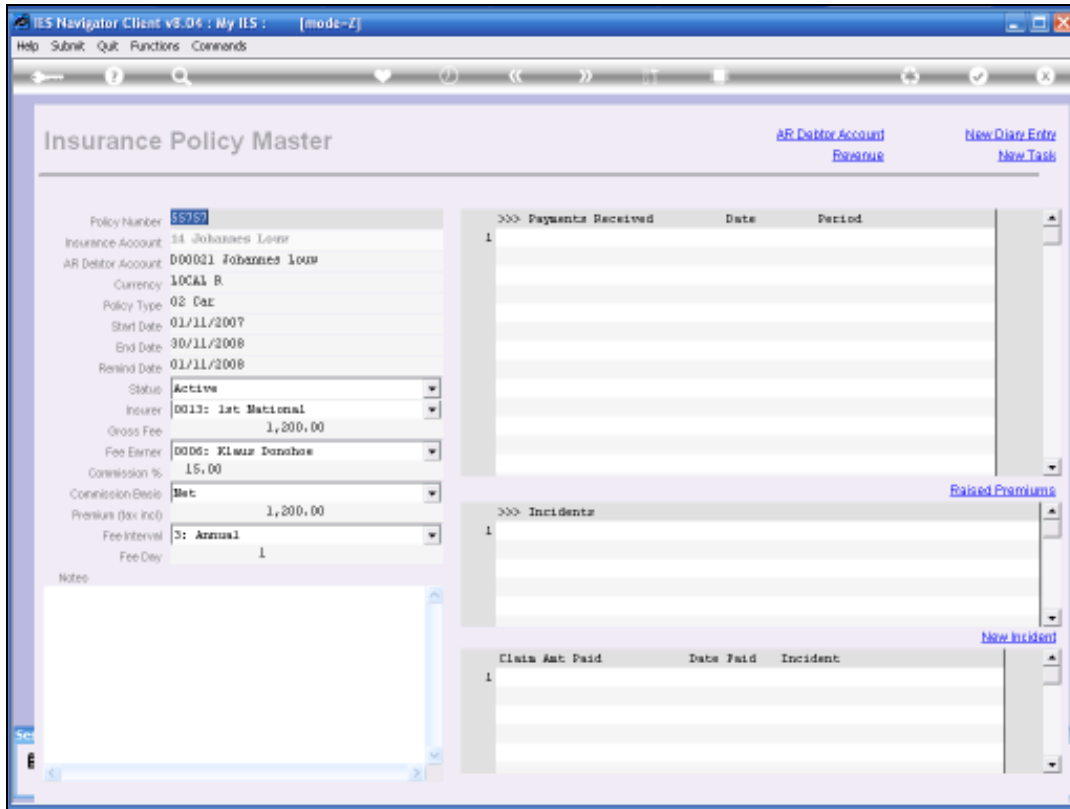 IES Navigator Client v8.04 : My IES : [mode=Z]
Help Submit Quit Functions Commands
Insurance Policy Master
AR Debtor Account
New Diary Entry
Revenue
New Task
Policy Number 55757
Insurance Account 14 Johannes Louw
AR Debtor Account D00021 Johannes Louw
Currency LOCAL R
Policy Type 02 Car
Start Date 01/11/2007
End Date 30/11/2008
Remind Date 01/11/2008
Status Active
Insurer 0013: 1st National
Gross Fee 1,200.00
Fee Earner 0006: Klaus Donohoe
Commission % 15.00
Commission Basis Net
Premium (tax incl) 1,200.00
Fee Interval 3: Annual
Fee Day 1
Notes
>>> Payments Received Date Period
1
Raised Premiums
>>> Incidents
1
New Incident
Claim Amt Paid Date Paid Incident
1